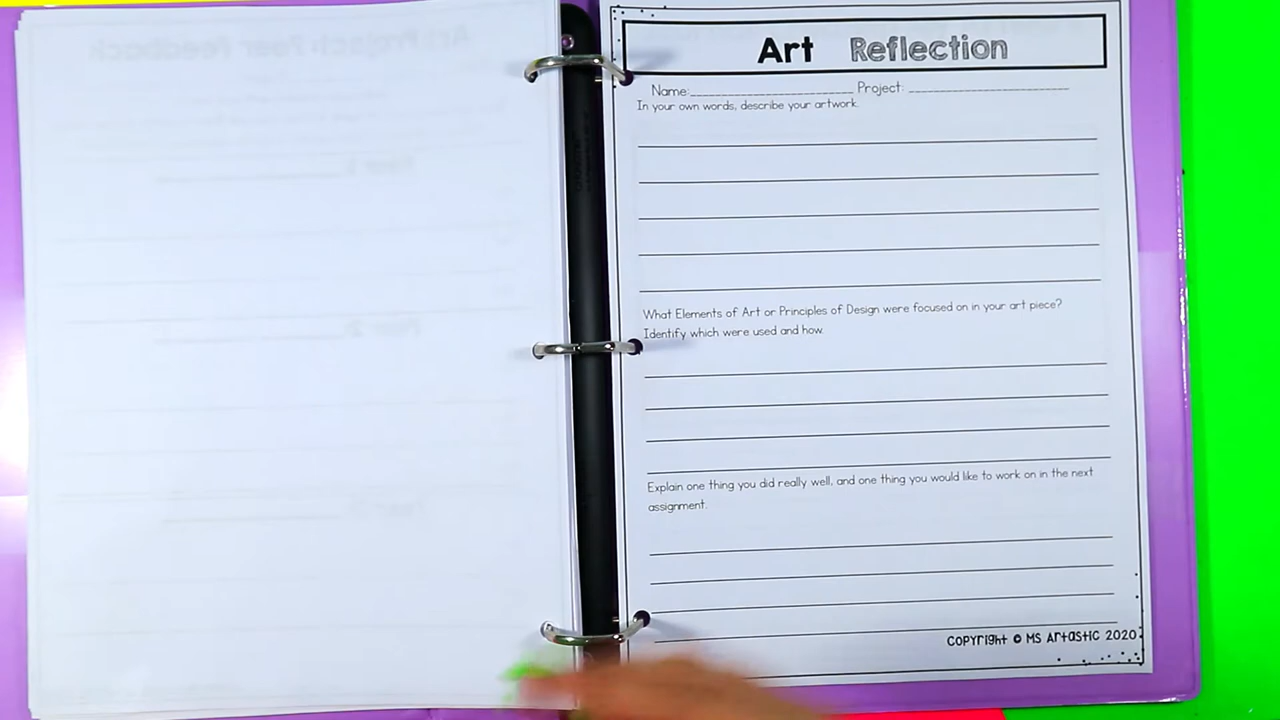 Art Reflection
Name: Project:
In your own words, describe your artwork.
What Elements of Art or Principles of Design were focused on in your art piece?
Identify which were used and how.
Explain one thing you did really well, and one thing you would like to work on in the next
assignment.
Copyright © MS Artastic 2020